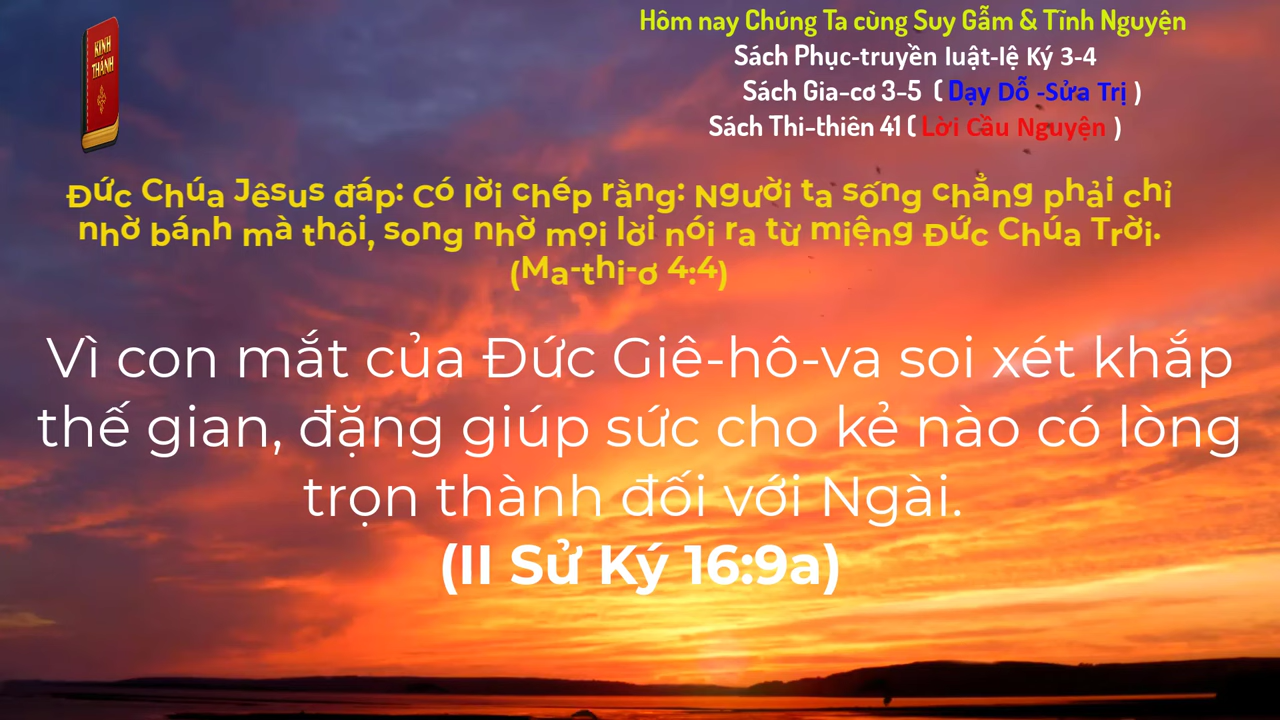 KINH
THÁNH
Hôm nay Chúng Ta cùng Suy Gẫm & Tĩnh Nguyện
Sách Phục-truyền luật-lệ Ký 3-4
Sách Gia-cơ 3-5 ( Dạy Dỗ -Sửa Trị )
Sách Thi-thiên 41 ( Lời Cầu Nguyện )
Đức Chúa Jêsus đáp: Có lời chép rằng: Người ta sống chẳng phải chỉ
nhờ bánh mà thôi, song nhờ mọi lời nói ra từ miệng Đức Chúa Trời.
(Ma-thi-ơ 4:4)
Vì con mắt của Đức Giê-hô-va soi xét khắp
thế gian, đặng giúp sức cho kẻ nào có lòng
trọn thành đối với Ngài.
(II Sử Ký 16:9a)